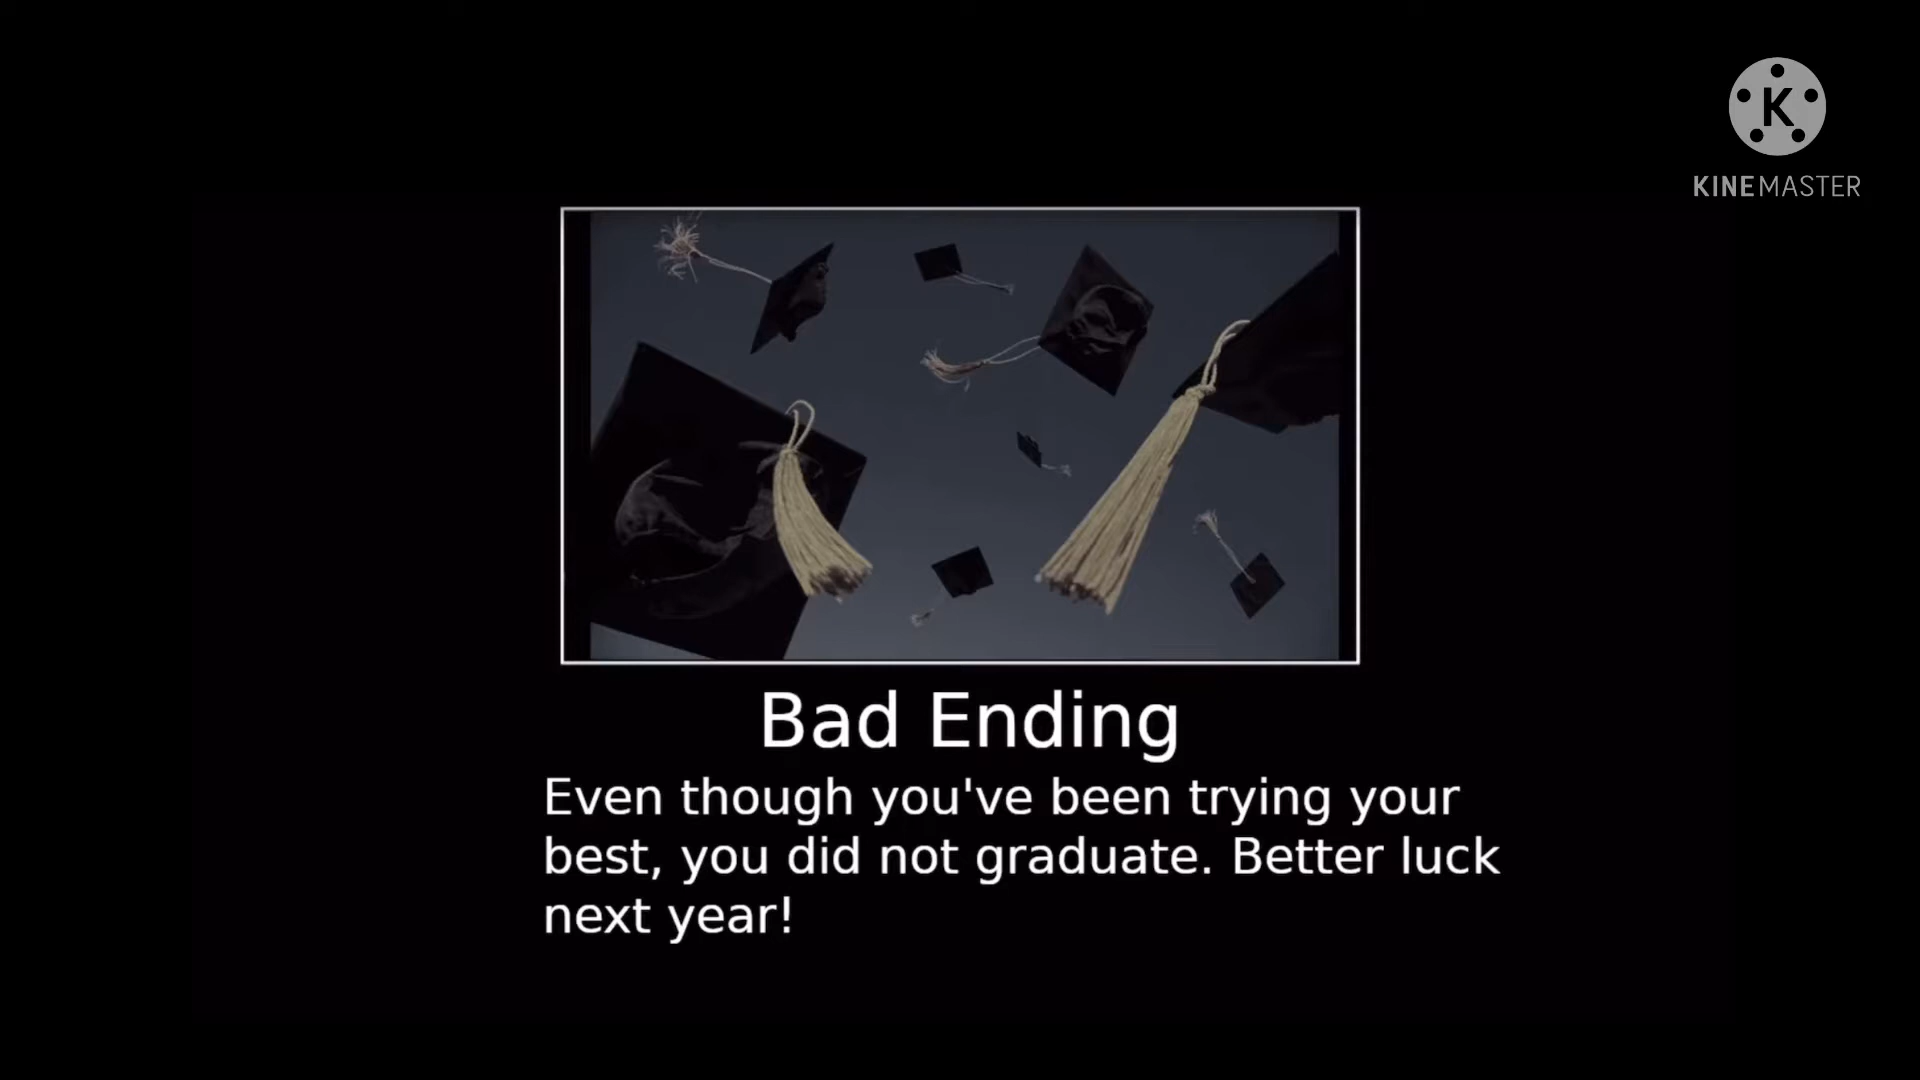 K
KINEMASTER
Bad Ending
Even though you've been trying your
best, you did not graduate. Better luck
next year!